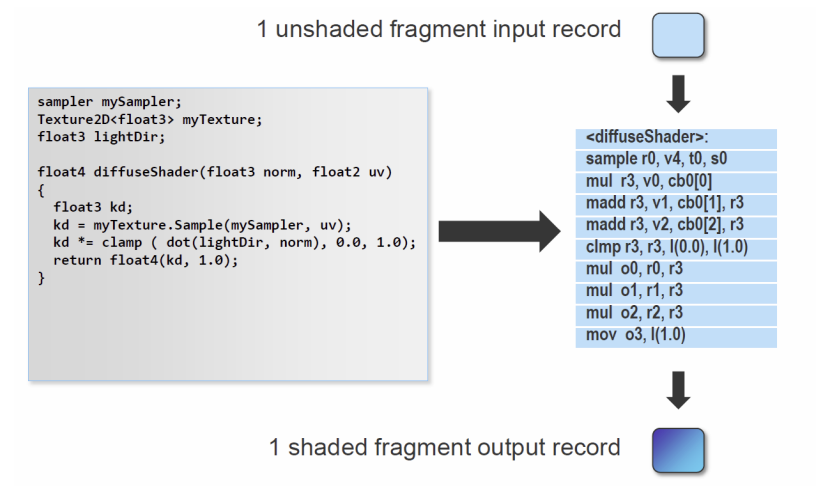 1 unshaded fragment input record
sampler mySampler;
Texture2D<float3> myTexture;
float3 lightDir;
float4 diffuseShader(float3 norm, float2 uv)
{
float3 kd;
kd = myTexture.Sample(mySampler, uv);
kd *= clamp ( dot(lightDir, norm), 0.0, 1.0);
return float4(kd, 1.0);
}
<diffuseShader>:
sample r0, v4, t0, s0
mul r3, v0, cb0[0]
madd r3, v1, cb0[1], r3
madd r3, v2, cb0[2], r3
clmp r3, r3, l(0.0), l(1.0)
mul o0, r0, r3
mul o1, r1, r3
mul o2, r2, r3
mov o3, l(1.0)
1 shaded fragment output record